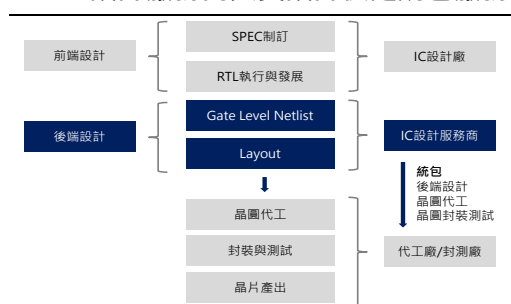 SPEC制訂
前端設計
IC設計廠
RTL執行與發展
Gate Level Netlist
後端設計
IC設計服務商
Layout
統包
後端設計
晶圓代工
晶圓封裝測試
晶圓代工
封裝與測試
代工廠/封測廠
晶片產出